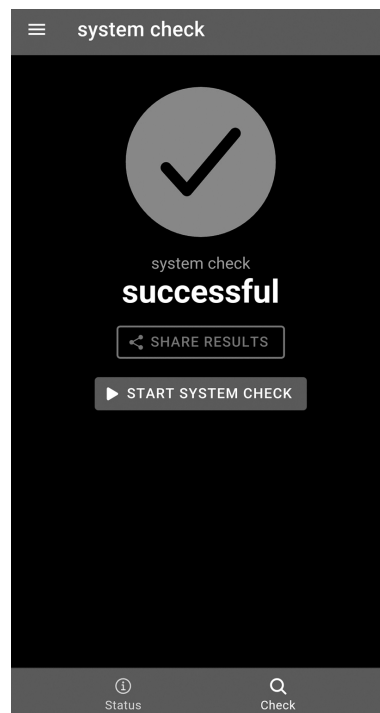 system check
system check
successful
SHARE RESULTS
START SYSTEM CHECK
Status
Check